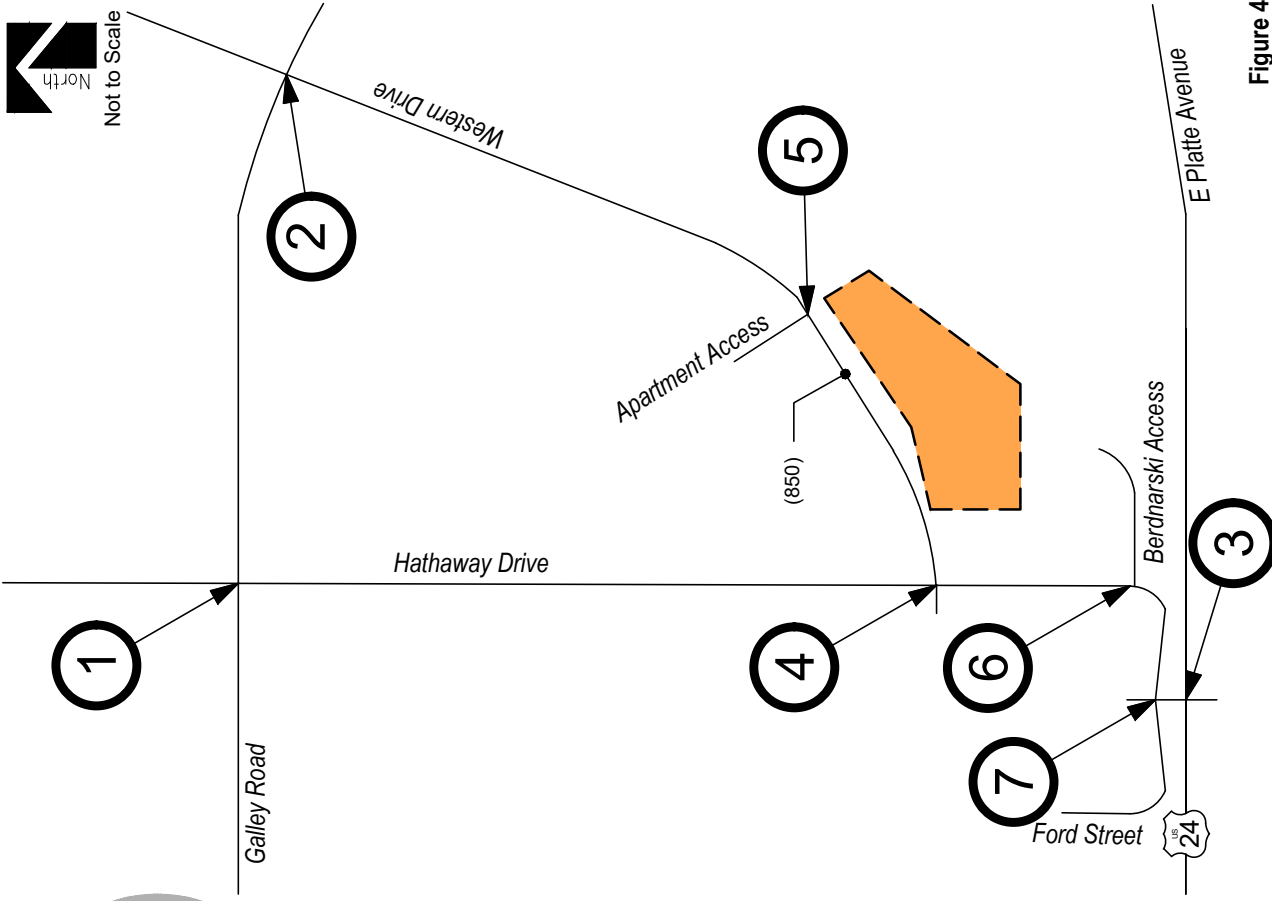 North
Not to Scale
Western Drive
2
5
Apartment Access
(850)
E Platte Avenue
Figure 4
Hathaway Drive
1
4
6
Berdnarski Access
3
7
Galley Road
Ford Street
US
24